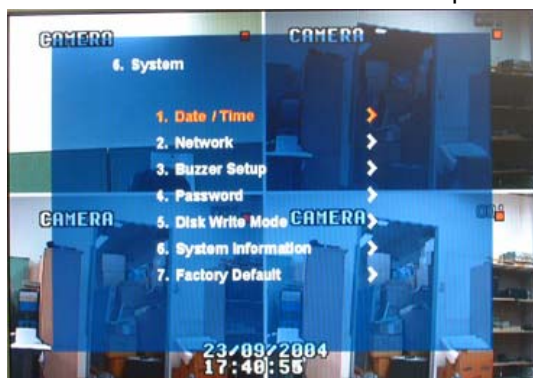 CAMERA
CAMERA
6. System
1. Date / Time
2. Network
3. Buzzer Setup
4. Password
5. Disk Write Mode
CAMERA
CAMERA
6. System Information
7. Factory Default
23/09/2004
17:40:55